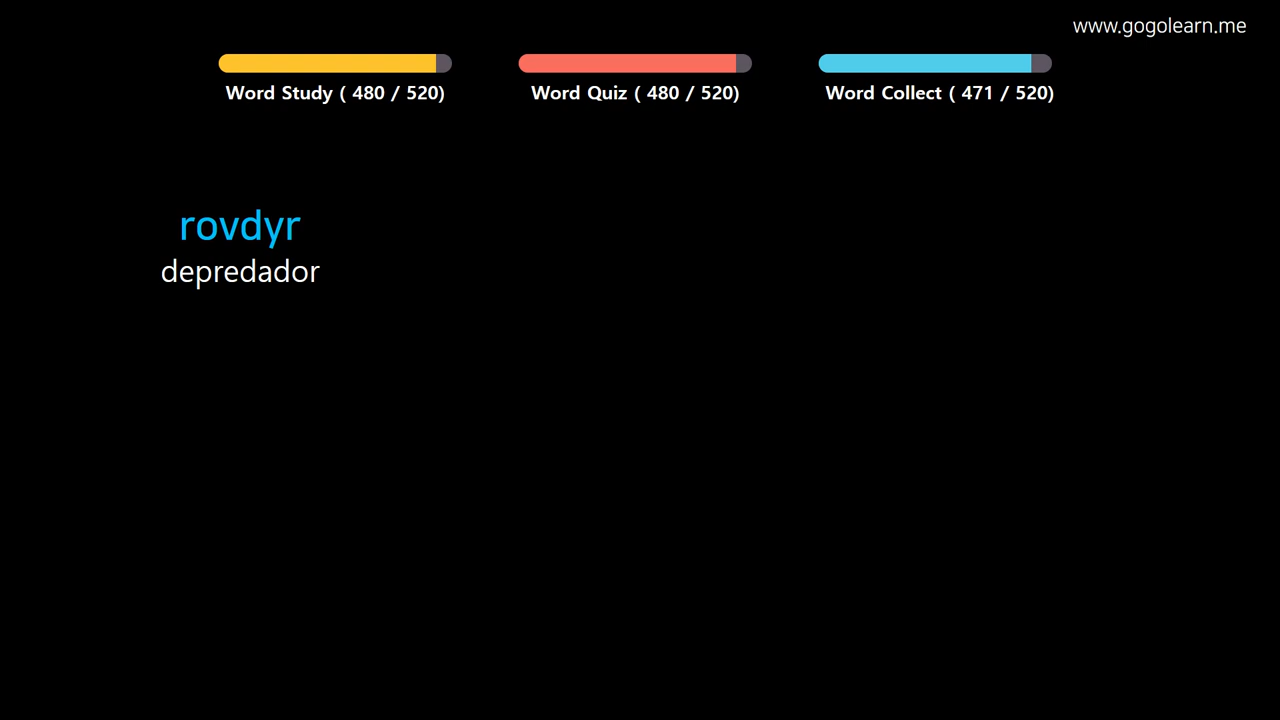 www.gogolearn.me
Word Study ( 480 / 520)
Word Quiz ( 480 / 520)
Word Collect ( 471 / 520)
rovdyr
depredador